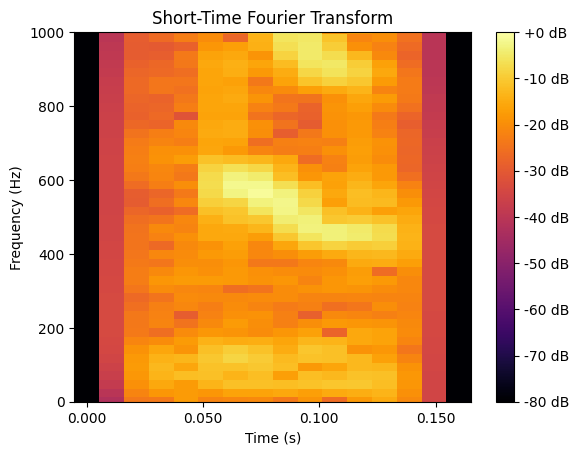 Short-Time Fourier Transform
Frequency (Hz)
1000
800
600
400
200
0
0.000
0.050
0.100
0.150
Time (s)
+0 dB
-10 dB
-20 dB
-30 dB
-40 dB
-50 dB
-60 dB
-70 dB
-80 dB